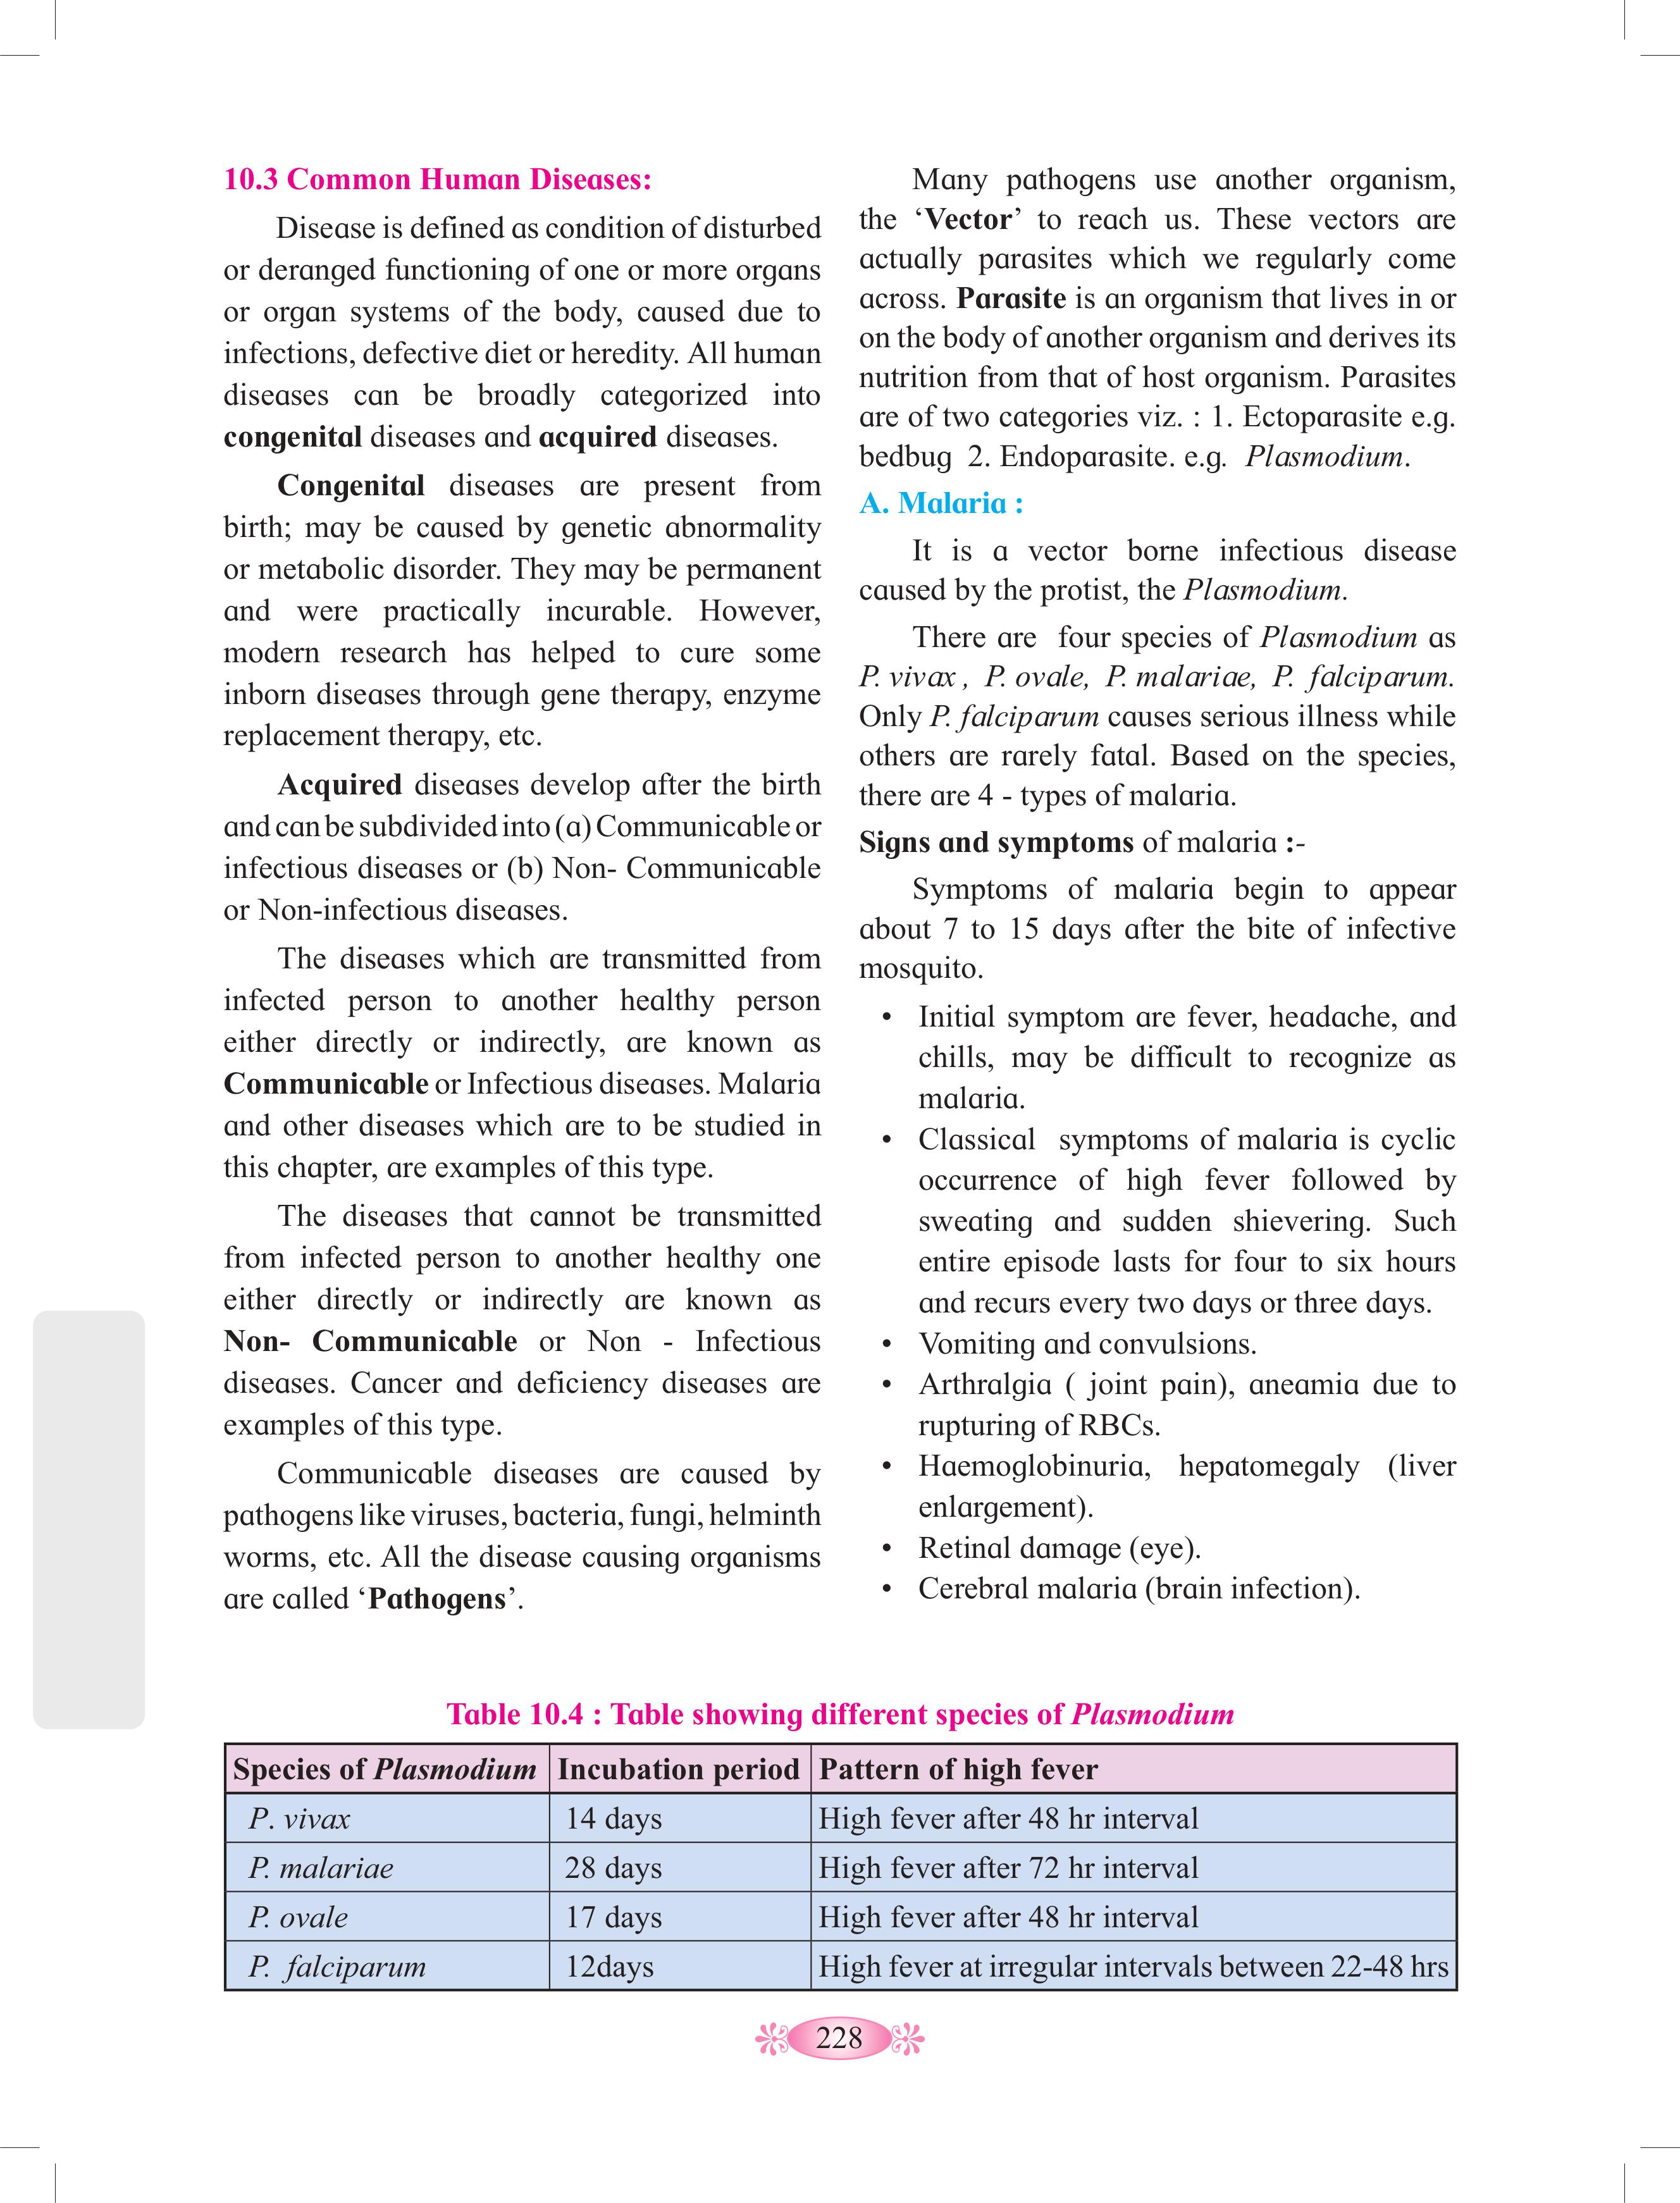 10.3 Common Human Diseases:
Disease is defined as condition of disturbed
or deranged functioning of one or more organs
or organ systems of the body, caused due to
infections, defective diet or heredity. All human
diseases can be broadly categorized into
congenital diseases and acquired diseases.
Congenital diseases are present from
birth; may be caused by genetic abnormality
or metabolic disorder. They may be permanent
and were practically incurable. However,
modern research has helped to cure some
inborn diseases through gene therapy, enzyme
replacement therapy, etc.
Acquired diseases develop after the birth
and can be subdivided into (a) Communicable or
infectious diseases or (b) Non- Communicable
or Non-infectious diseases.
The diseases which are transmitted from
infected person to another healthy person
either directly or indirectly, are known as
Communicable or Infectious diseases. Malaria
and other diseases which are to be studied in
this chapter, are examples of this type.
The diseases that cannot be transmitted
from infected person to another healthy one
either directly or indirectly are known as
Non- Communicable or Non - Infectious
diseases. Cancer and deficiency diseases are
examples of this type.
Communicable diseases are caused by
pathogens like viruses, bacteria, fungi, helminth
worms, etc. All the disease causing organisms
are called ‘Pathogens’.
Many pathogens use another organism,
the ‘Vector’ to reach us. These vectors are
actually parasites which we regularly come
across. Parasite is an organism that lives in or
on the body of another organism and derives its
nutrition from that of host organism. Parasites
are of two categories viz. : 1. Ectoparasite e.g.
bedbug 2. Endoparasite. e.g. Plasmodium.
A. Malaria :
It is a vector borne infectious disease
caused by the protist, the Plasmodium.
There are four species of Plasmodium as
P. vivax , P. ovale, P. malariae, P. falciparum.
Only P. falciparum causes serious illness while
others are rarely fatal. Based on the species,
there are 4 - types of malaria.
Signs and symptoms of malaria :-
Symptoms of malaria begin to appear
about 7 to 15 days after the bite of infective
mosquito.
• Initial symptom are fever, headache, and
chills, may be difficult to recognize as
malaria.
• Classical symptoms of malaria is cyclic
occurrence of high fever followed by
sweating and sudden shievering. Such
entire episode lasts for four to six hours
and recurs every two days or three days.
• Vomiting and convulsions.
• Arthralgia ( joint pain), aneamia due to
rupturing of RBCs.
• Haemoglobinuria, hepatomegaly (liver
enlargement).
• Retinal damage (eye).
• Cerebral malaria (brain infection).
Table 10.4 : Table showing different species of Plasmodium
Species of Plasmodium Incubation period Pattern of high fever
P. vivax 14 days High fever after 48 hr interval
P. malariae 28 days High fever after 72 hr interval
P. ovale 17 days High fever after 48 hr interval
P. falciparum 12days High fever at irregular intervals between 22-48 hrs
228